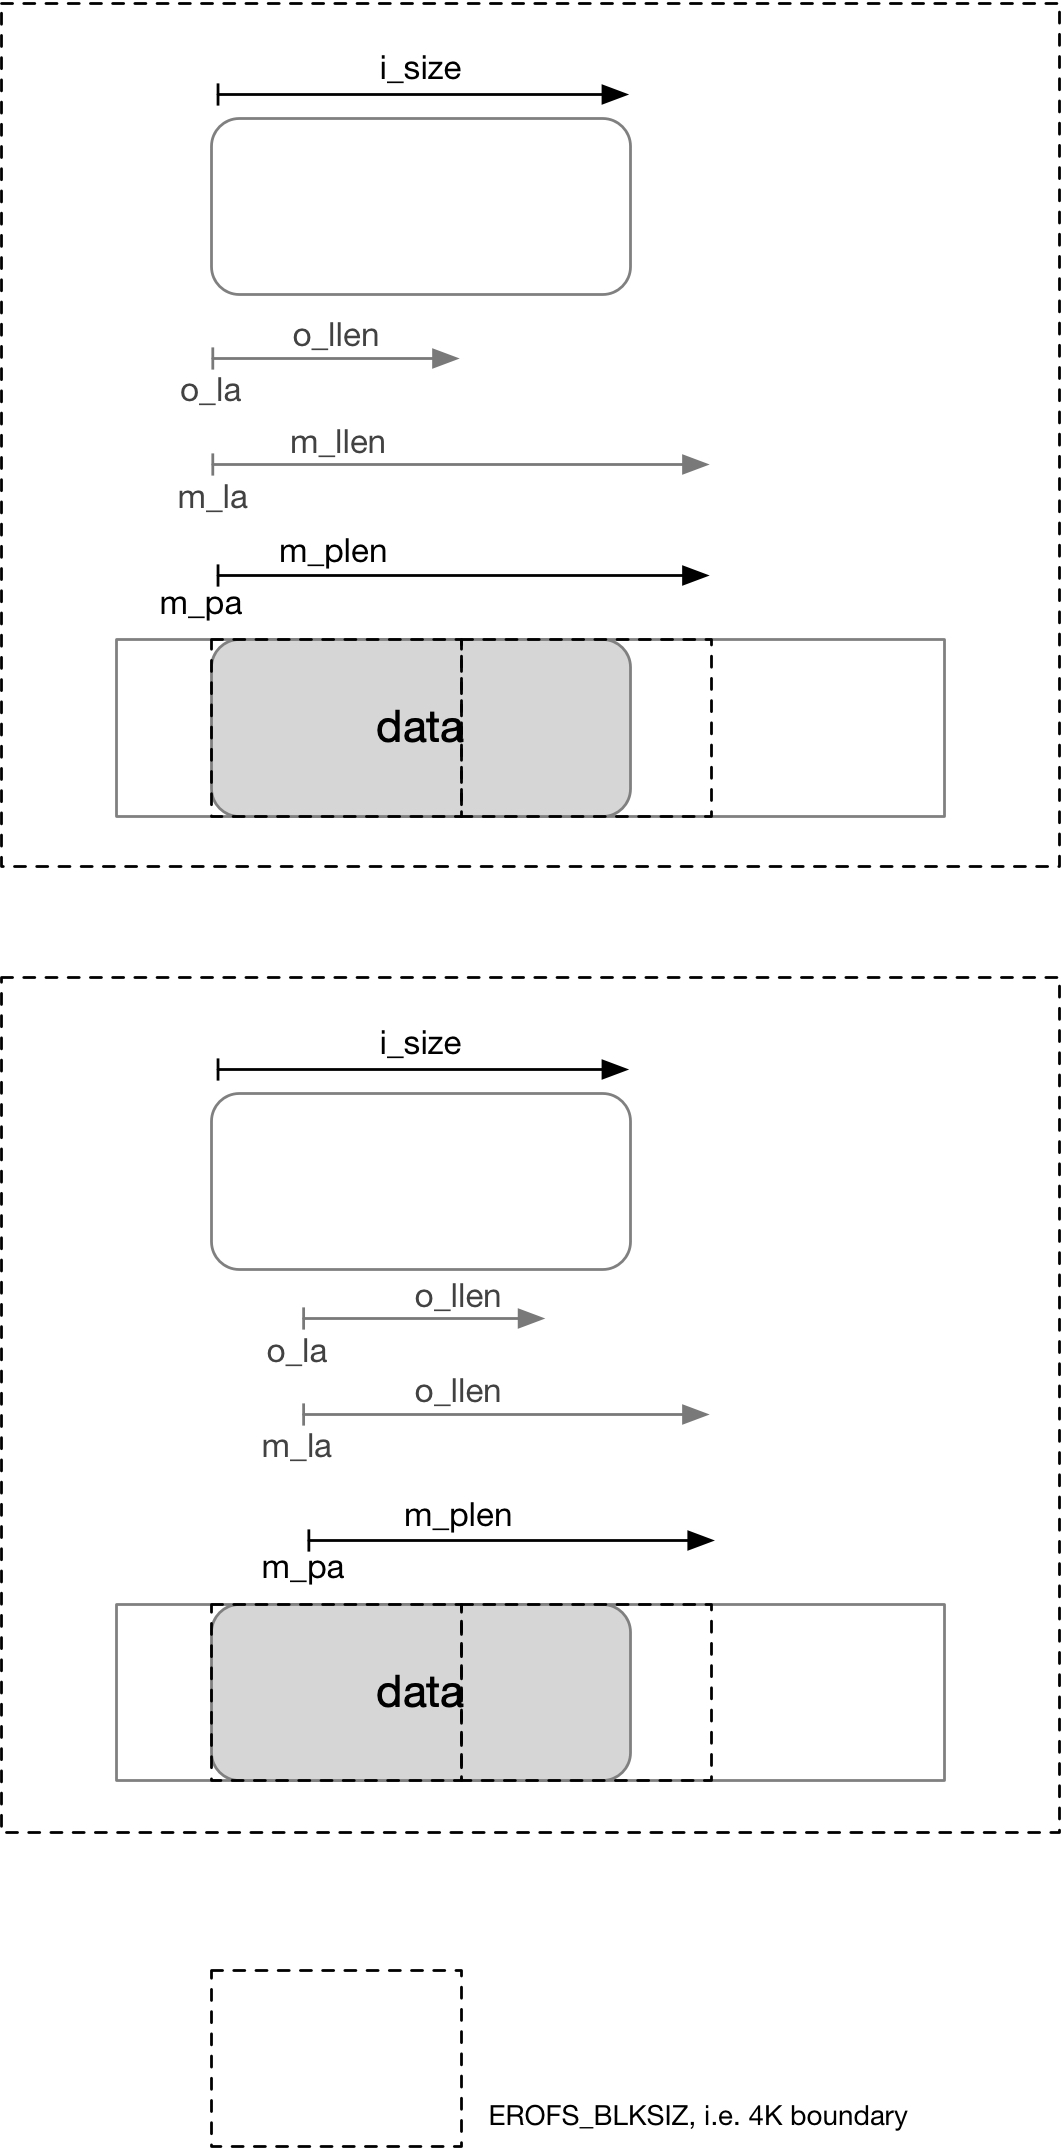 i_size
o_llen
o_la
m_llen
m_la
m_plen
m_pa
data
i_size
o_llen
o_la
o_llen
m_la
m_plen
m_pa
data
EROFS_BLKSIZ, i.e. 4K boundary